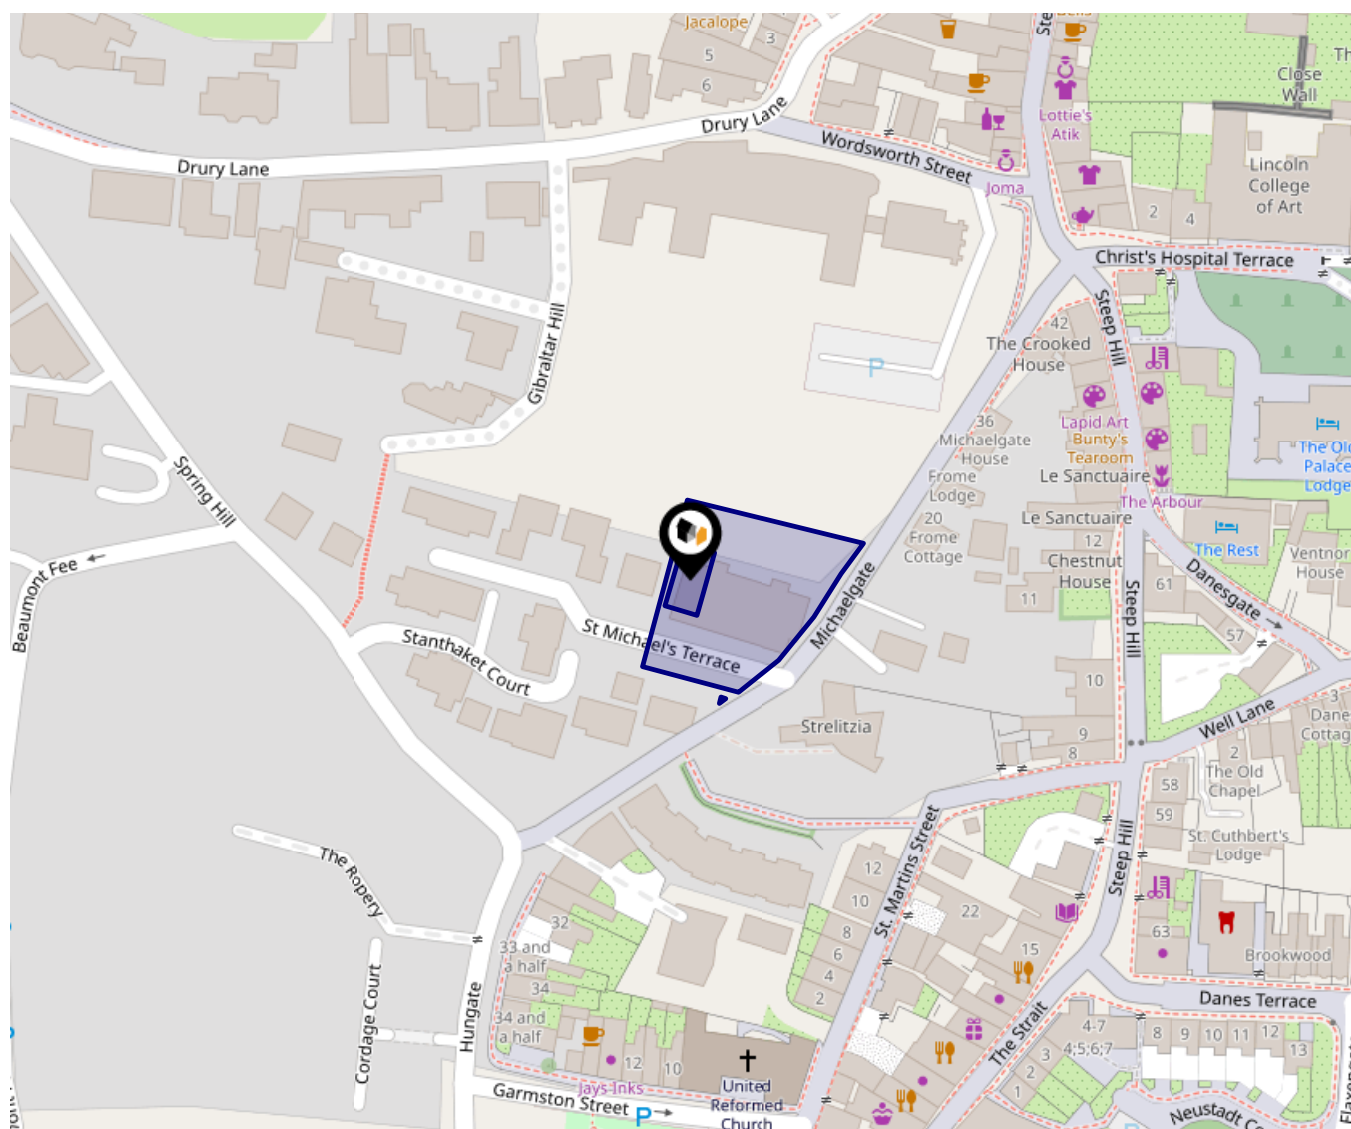 Jacalope
3
5
6
Drury Lane
Drury Lane
Wordsworth Street
Lottie's
Atik
Joma
Close
Wall
Lincoln
College
of Art
2
4
Christ's Hospital Terrace
Steep Hill
42
The Crooked
House
Gibraltar Hill
P
36
Michaelgate
House
Lapid Art
Bunty's
Tearoom
Le Sanctuaire
The Arbour
The Old
Palace
Lodge
Frome
Lodge
20
Frome
Cottage
Le Sanctuaire
12
Chestnut
House
11
The Rest
Ventnor
House
Spring Hill
Beaumont Fee
Stanthaket Court
St Michael's Terrace
Michaelgate
Steep Hill
61
Danesgate
57
10
9
8
Strelitzia
Well Lane
3
Dane
Cottag
2
The Old
Chapel
58
59
St. Cuthbert's
Lodge
Steep Hill
The Ropery
St. Martins Street
12
10
8
6
4
2
22
15
63
Brookwood
32
33 and
a half
34
34 and
a half
Cordage Court
Hungate
12
10
Jays Inks
United
Reformed
Church
Garmston Street
P
The Strait
Danes Terrace
4-7
4;5;6;7
3
2
1
8
9
10
11
12
13
Neustadt Co